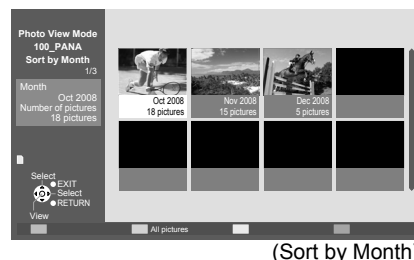 Photo View Mode
100_PANA
Sort by Month
1/3
Month
Oct 2008
Number of pictures
18 pictures
Select
EXIT
Select
RETURN
View
Oct 2008
18 pictures
Nov 2008
15 pictures
Dec 2008
5 pictures
All pictures
(Sort by Month)